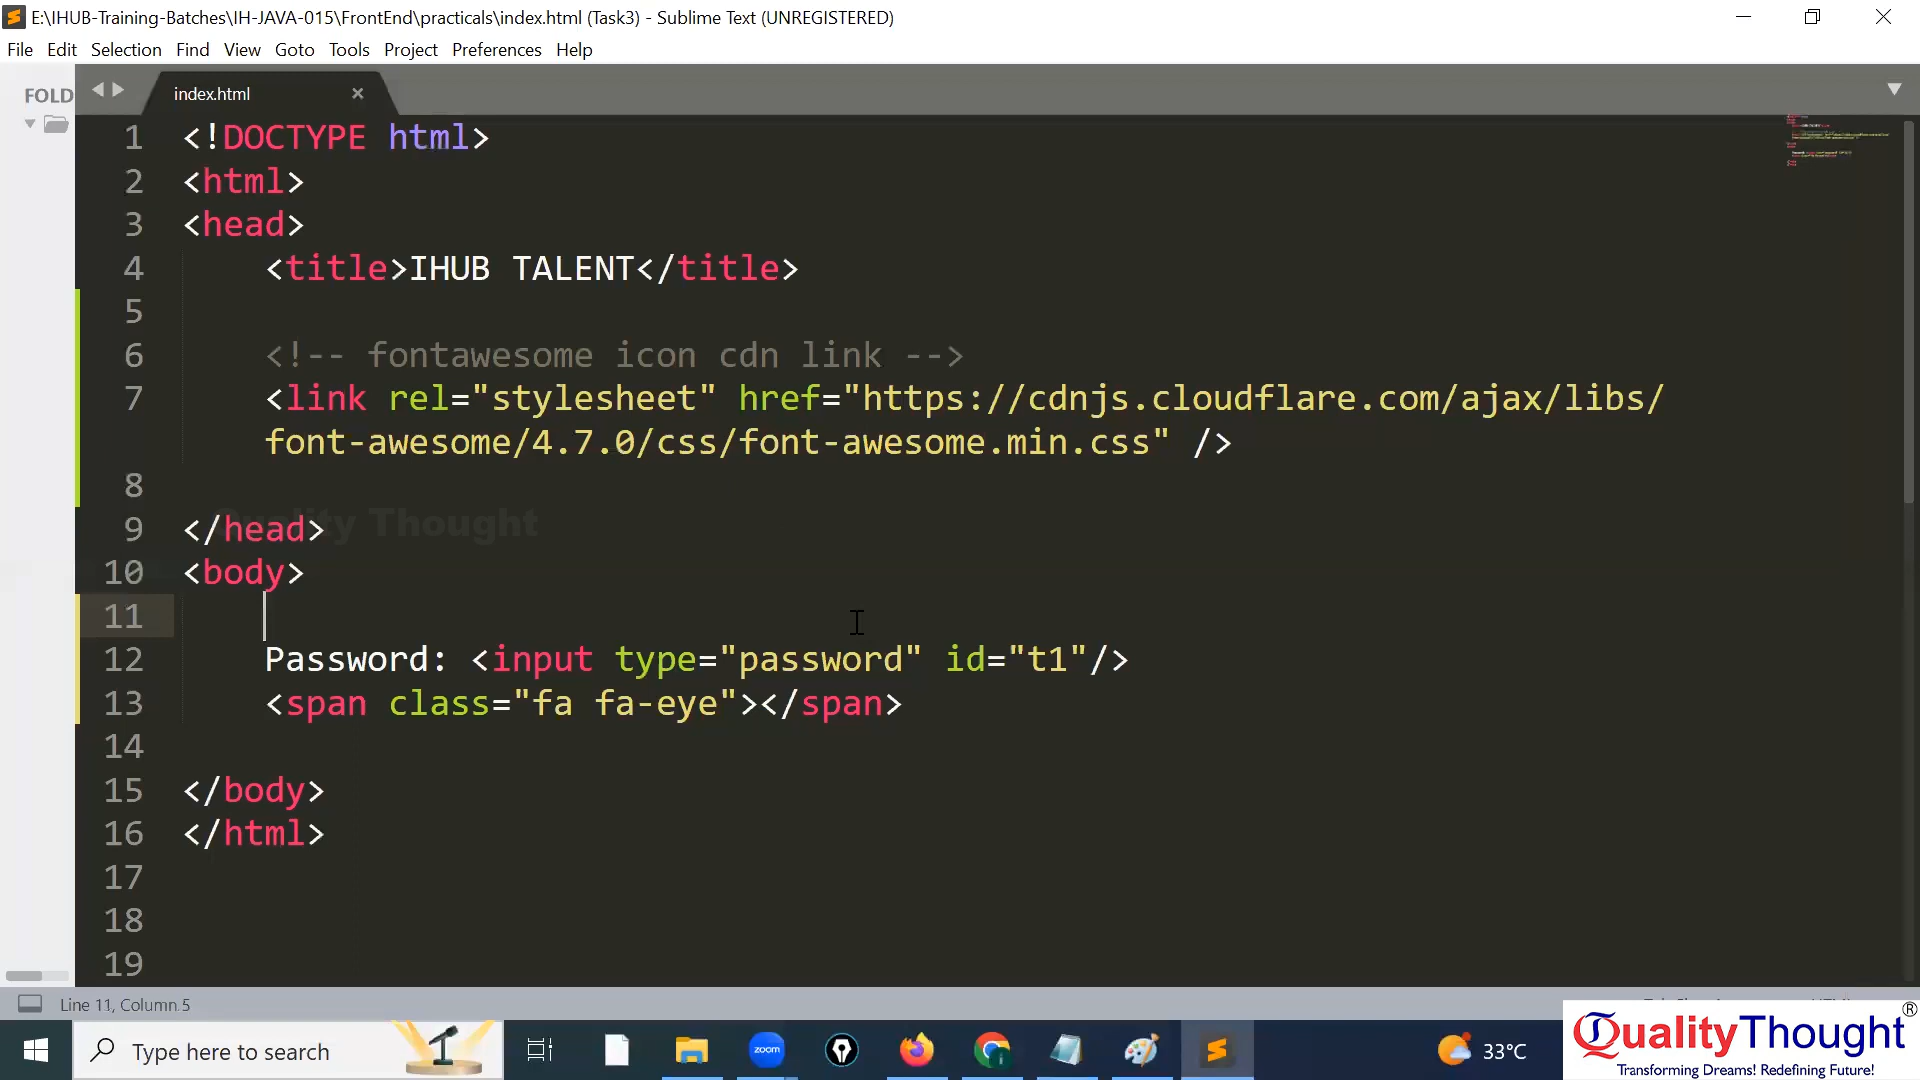 E:\IHUB-Training-Batches\IH-JAVA-015\FrontEnd\practicals\index.html (Task3) - Sublime Text (UNREGISTERED)
File Edit Selection Find View Goto Tools Project Preferences Help
FOLD
index.html
1 <!DOCTYPE html>
2 <html>
3 <head>
4 <title>IHUB TALENT</title>
5
6 <!-- fontawesome icon cdn link -->
7 <link rel="stylesheet" href="https://cdnjs.cloudflare.com/ajax/libs/
font-awesome/4.7.0/css/font-awesome.min.css" />
8
9 </head>
Quality Thought
10 <body>
11
12 Password: <input type="password" id="t1"/>
13 <span class="fa fa-eye"></span>
14
15 </body>
16 </html>
17
18
19
Line 11, Column 5
Type here to search
zoom
33°C
QualityThought®
Transforming Dreams! Redefining Future!